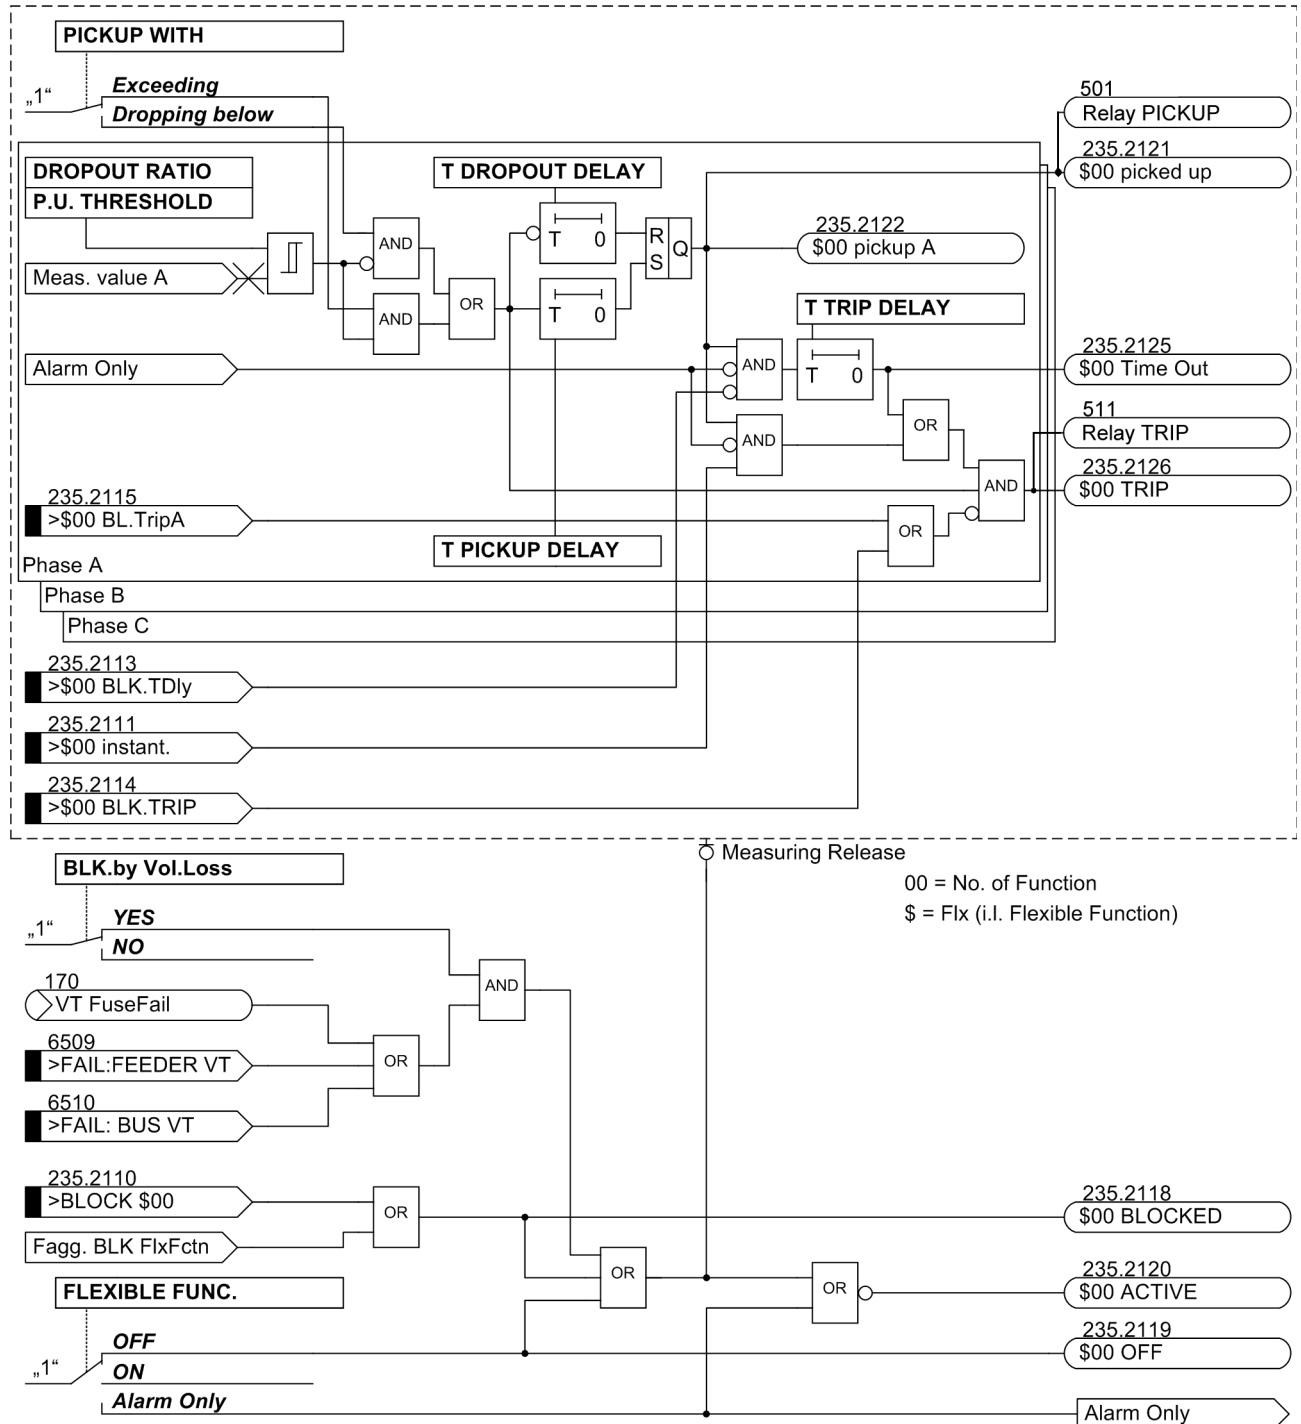 PICKUP WITH
„1“
Exceeding
Dropping below
501
Relay PICKUP
235.2121
$00 picked up
DROPOUT RATIO
P.U. THRESHOLD
T DROPOUT DELAY
Meas. value A
AND
AND
OR
T 0
T 0
R
S
Q
235.2122
$00 pickup A
T TRIP DELAY
Alarm Only
AND
T 0
235.2125
$00 Time Out
AND
OR
511
Relay TRIP
235.2126
$00 TRIP
AND
235.2115
>$00 BL.TripA
OR
T PICKUP DELAY
Phase A
Phase B
Phase C
235.2113
>$00 BLK.TDly
235.2111
>$00 instant.
235.2114
>$00 BLK.TRIP
Measuring Release
BLK.by Vol.Loss
00 = No. of Function
$ = Flx (i.I. Flexible Function)
„1“
YES
NO
170
VT FuseFail
AND
6509
>FAIL:FEEDER VT
OR
6510
>FAIL: BUS VT
235.2110
>BLOCK $00
OR
235.2118
$00 BLOCKED
Fagg. BLK FlxFctn
OR
FLEXIBLE FUNC.
OR
235.2120
$00 ACTIVE
„1“
OFF
ON
Alarm Only
235.2119
$00 OFF
Alarm Only